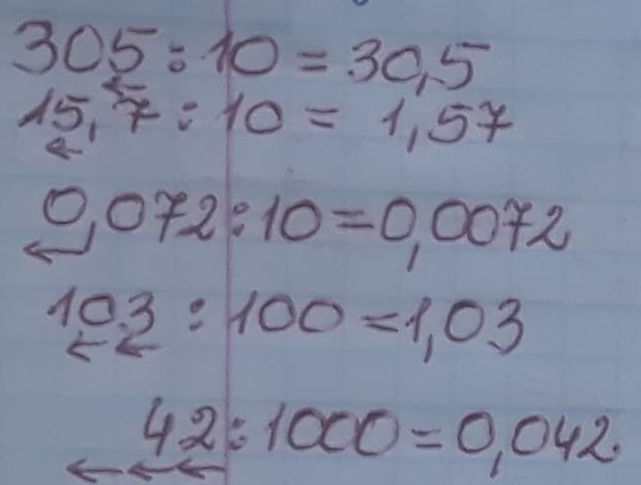 305 : 10 = 30,5
15,7 : 10 = 1,57
0,072 : 10 = 0,0072
103 : 100 = 1,03
42 : 1000 = 0,042